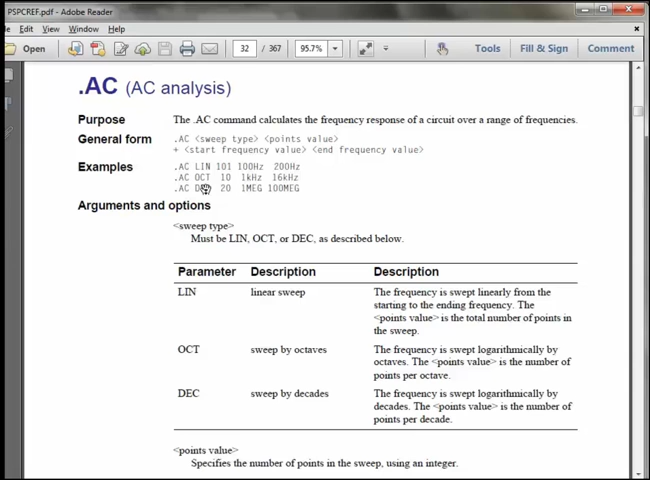 PSPCREF.pdf - Adobe Reader
Edit View Window Help
Open 32 / 367 95.7% Tools Fill & Sign Comment
.AC (AC analysis)
Purpose The .AC command calculates the frequency response of a circuit over a range of frequencies.
General form .AC <sweep type> <points value>
+ <start frequency value> <end frequency value>
Examples .AC LIN 101 100Hz 200Hz
.AC OCT 10 1kHz 16kHz
.AC 20 1MEG 100MEG
Arguments and options
<sweep type>
Must be LIN, OCT, or DEC, as described below.
Parameter Description Description
LIN linear sweep The frequency is swept linearly from the
starting to the ending frequency. The
<points value> is the total number of points in
the sweep.
OCT sweep by octaves The frequency is swept logarithmically by
octaves. The <points value> is the number of
points per octave.
DEC sweep by decades The frequency is swept logarithmically by
decades. The <points value> is the number of
points per decade.
<points value>
Specifies the number of points in the sweep, using an integer.